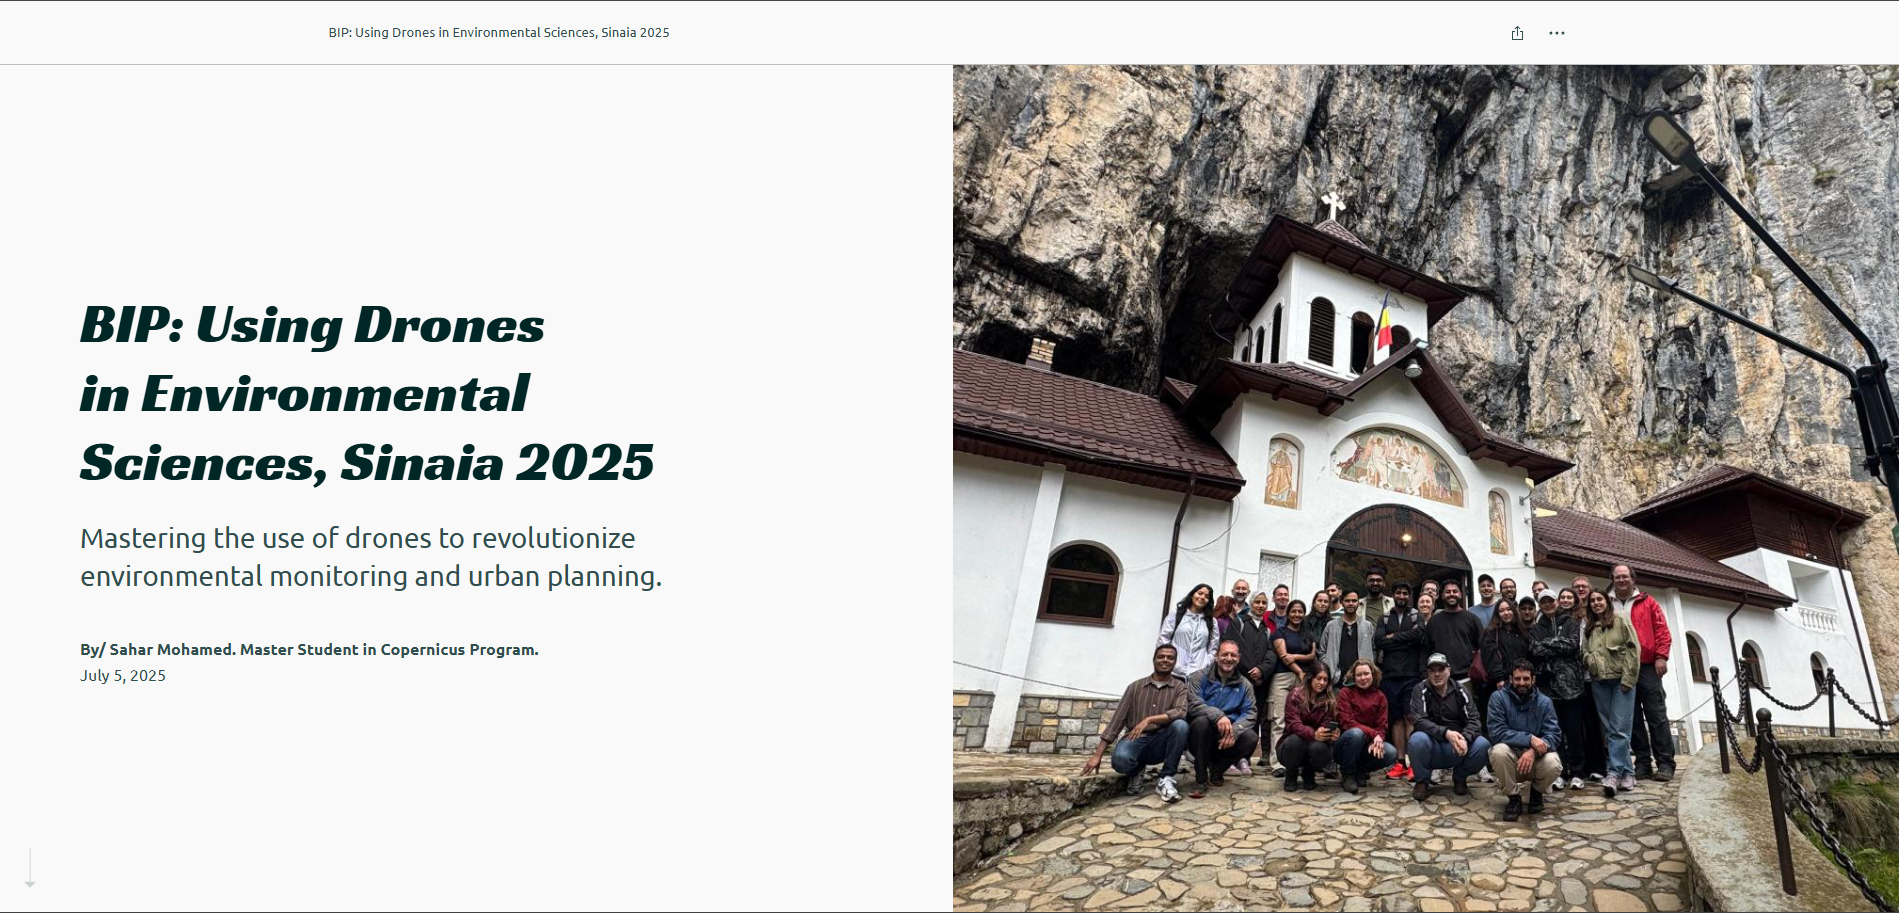 BIP: Using Drones in Environmental Sciences, Sinaia 2025
BIP: Using Drones
in Environmental
Sciences, Sinaia 2025
Mastering the use of drones to revolutionize
environmental monitoring and urban planning.
By/ Sahar Mohamed. Master Student in Copernicus Program.
July 5, 2025